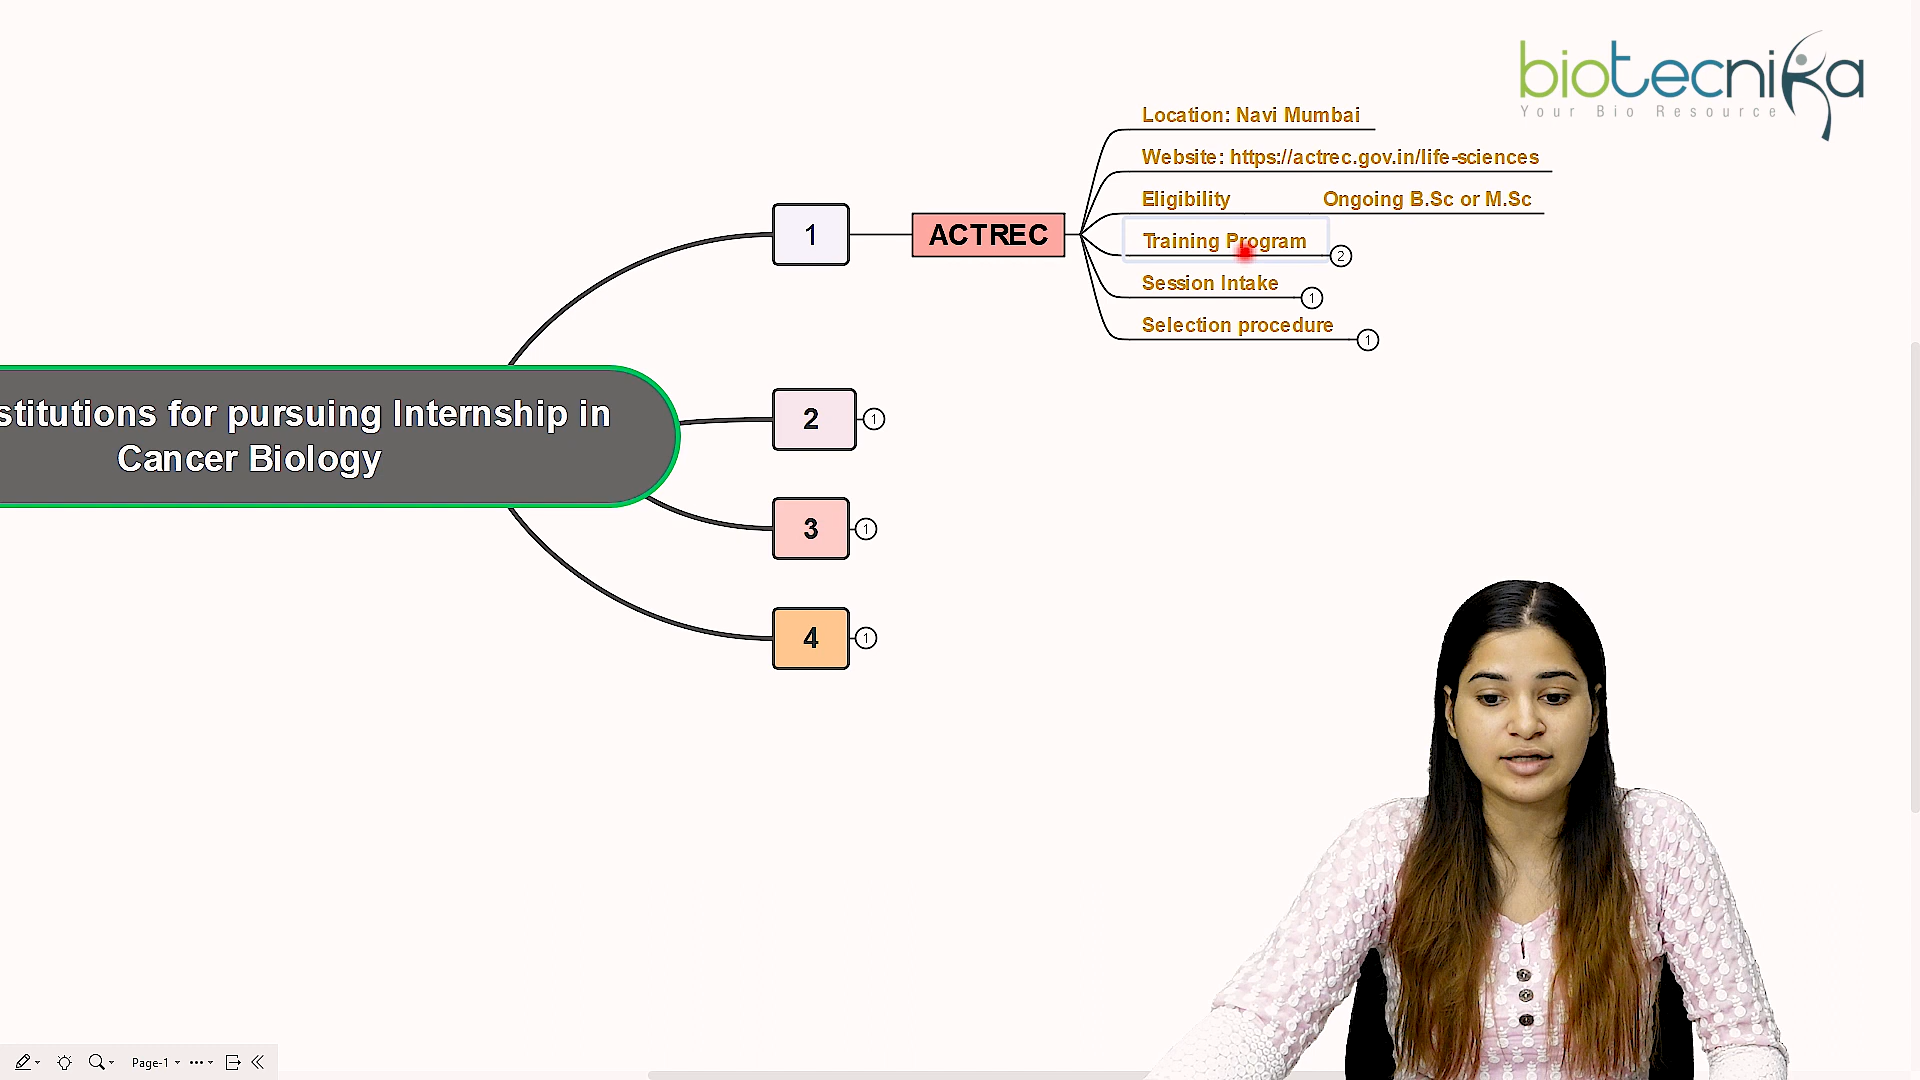 biotecnika
Your Bio Resource
Location: Navi Mumbai
Website: https://actrec.gov.in/life-sciences
Eligibility Ongoing B.Sc or M.Sc
1 ACTREC
Training Program 2
Session Intake 1
Selection procedure 1
stitutions for pursuing Internship in
Cancer Biology
2 1
3 1
4 1
Page-1